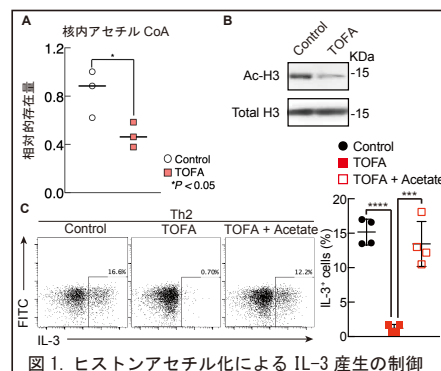 A
核内アセチル CoA
*
相対的存在量
1.2
0.8
0.4
0
Control
TOFA
*P < 0.05
B
Control
TOFA
KDa
Ac-H3
-15
Total H3
-15
C
Th2
Control
TOFA
TOFA + Acetate
16.6%
0.70%
12.2%
FITC
IL-3
Control
TOFA
TOFA + Acetate
****
***
IL-3+ cells (%)
20
15
10
5
0
図 1. ヒストンアセチル化による IL-3 産生の制御